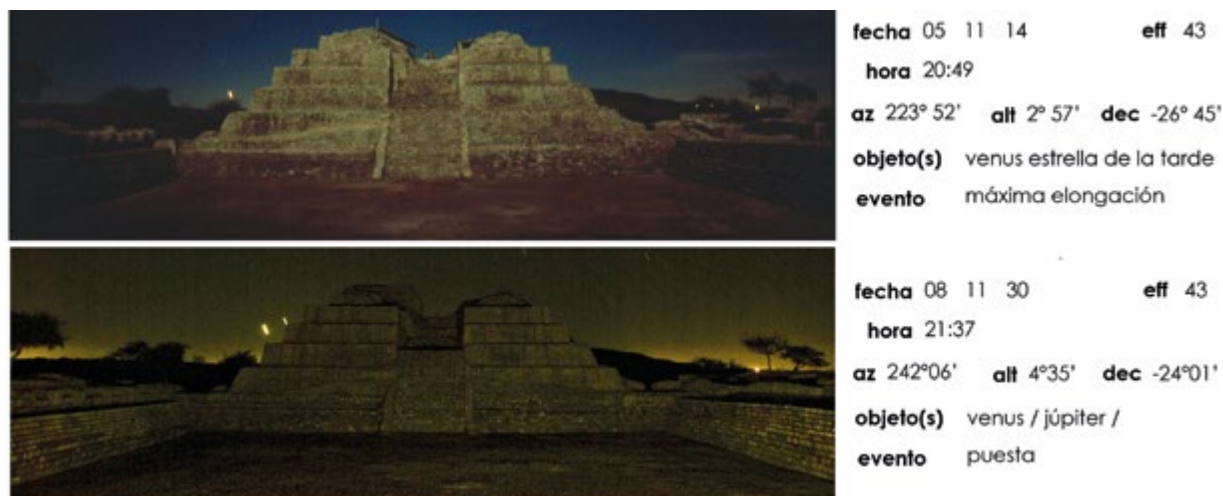 fecha 05 11 14 eff 43
hora 20:49
az 223° 52' alt 2° 57' dec -26° 45'
objeto(s) venus estrella de la tarde
evento máxima elongación
fecha 08 11 30 eff 43
hora 21:37
az 242°06' alt 4°35' dec -24°01'
objeto(s) venus / júpiter /
evento puesta